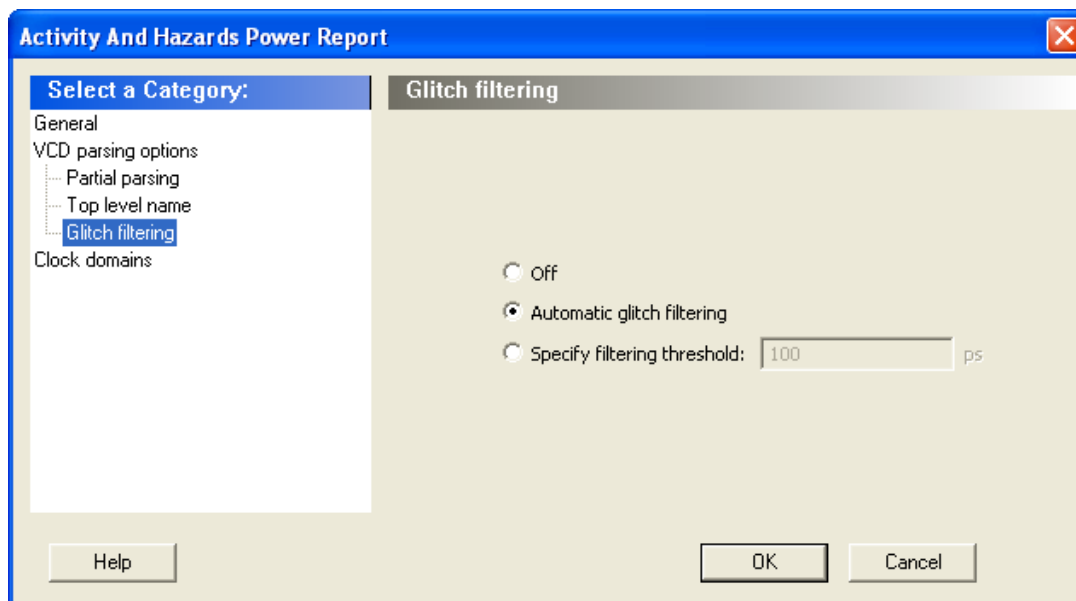 Activity And Hazards Power Report
Select a Category:
General
VCD parsing options
Partial parsing
Top level name
Glitch filtering
Clock domains
Glitch filtering
Off
Automatic glitch filtering
Specify filtering threshold: 100 ps
Help
OK
Cancel